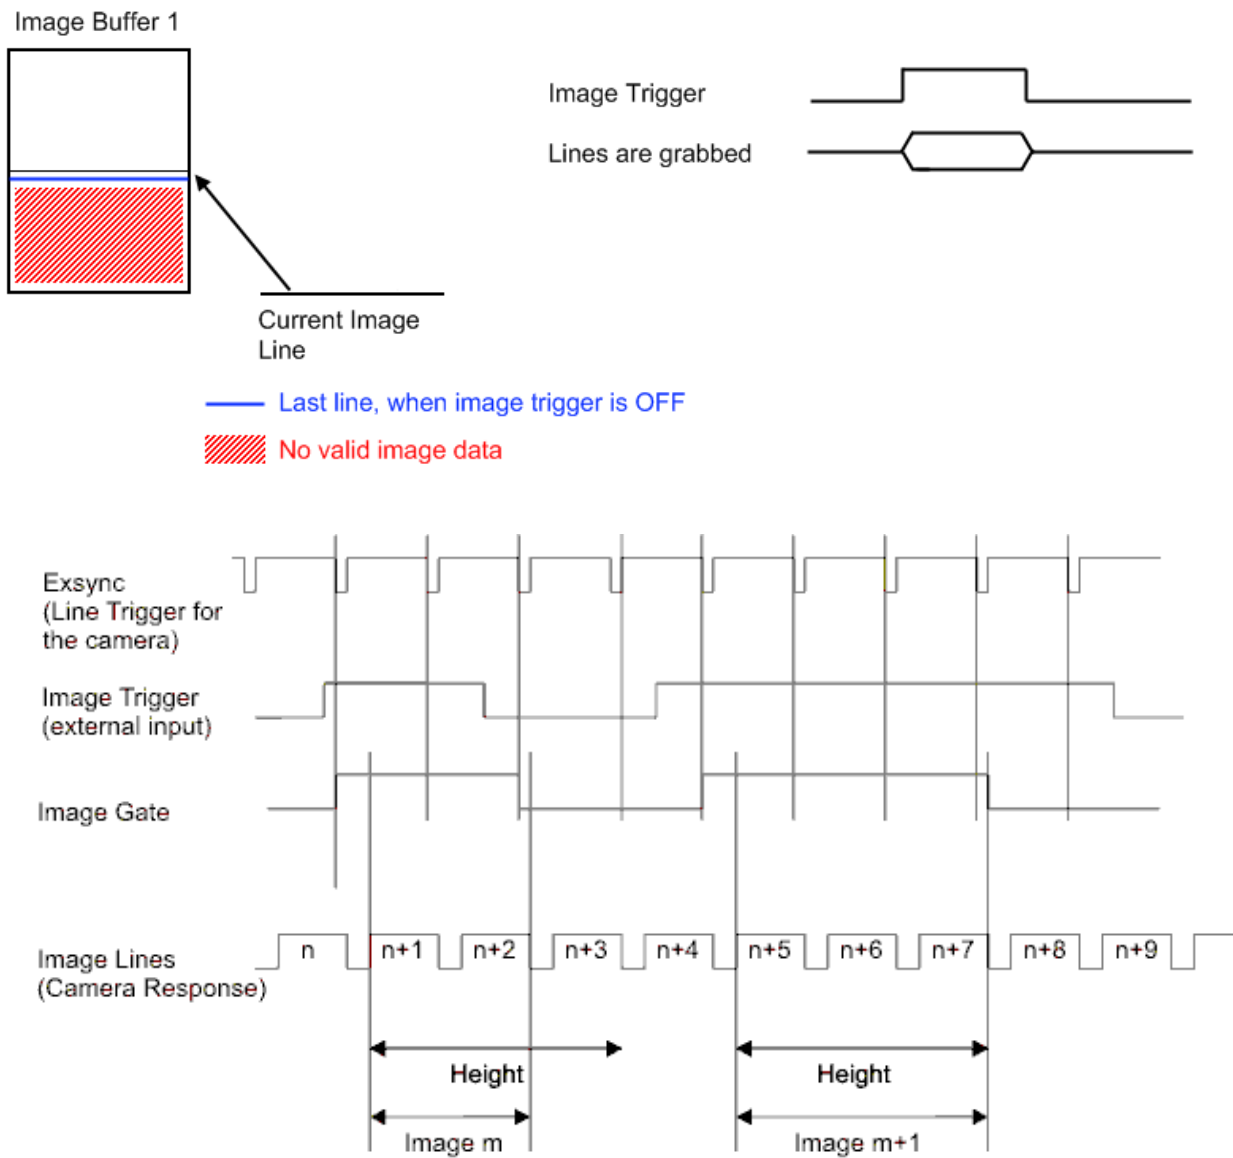 Image Buffer 1
Image Trigger
Lines are grabbed
Current Image
Line
Last line, when image trigger is OFF
No valid image data
Exsync
(Line Trigger for
the camera)
Image Trigger
(external input)
Image Gate
Image Lines
(Camera Response)
n n+1 n+2 n+3 n+4 n+5 n+6 n+7 n+8 n+9
Height Height
Image m Image m+1